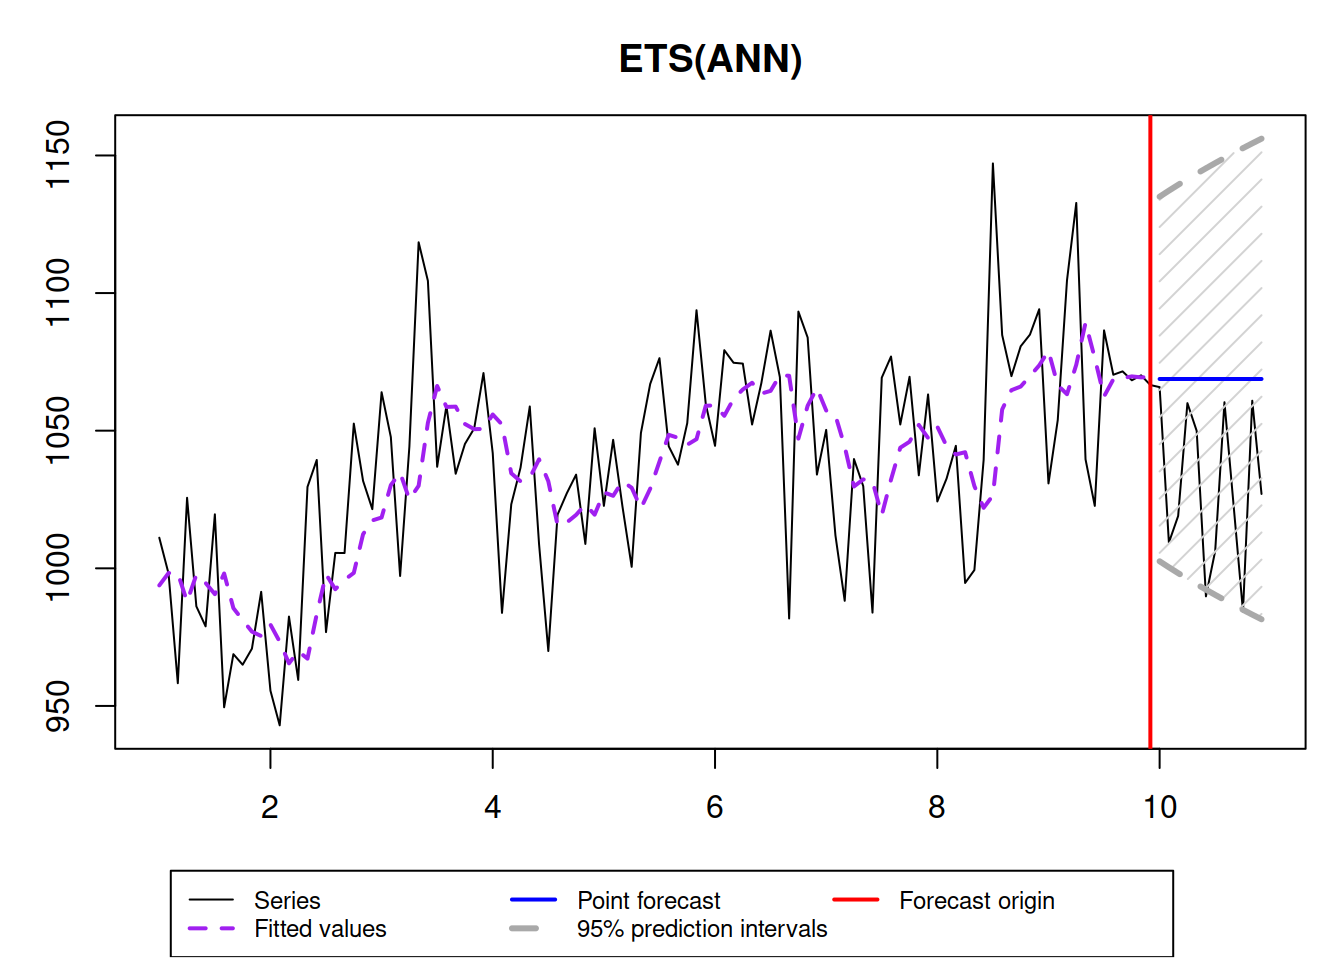 ETS(ANN)
1150
1100
1050
1000
950
2 4 6 8 10
Series Point forecast Forecast origin
Fitted values 95% prediction intervals